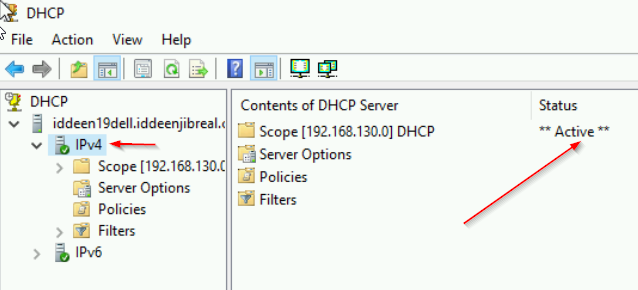 DHCP
File Action View Help
DHCP
iddeen19dell.iddeenjibreal.c
IPv4
Scope [192.168.130.0
Server Options
Policies
Filters
IPv6
Contents of DHCP Server Status
Scope [192.168.130.0] DHCP ** Active **
Server Options
Policies
Filters